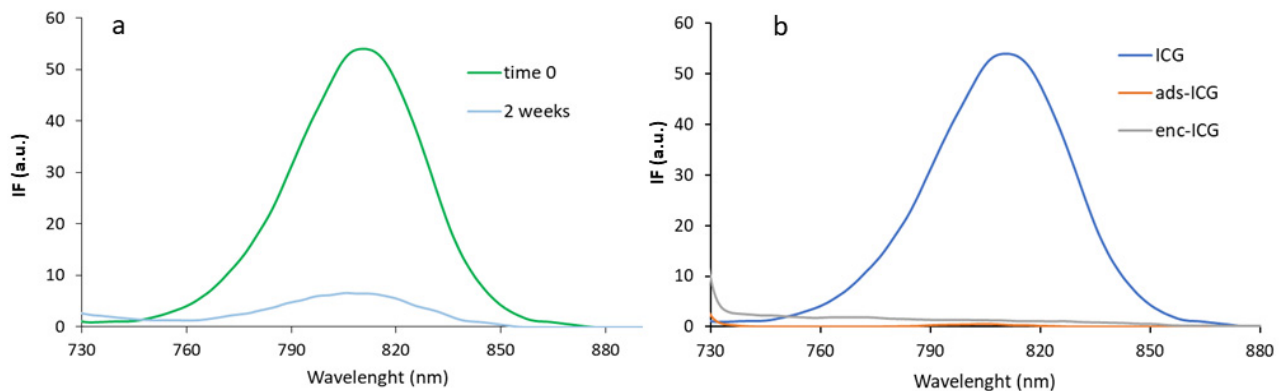 a
60
50
40
30
20
10
0
IF (a.u.)
730 760 790 820 850 880
Wavelenght (nm)
time 0
2 weeks
b
60
50
40
30
20
10
0
IF (a.u.)
730 760 790 820 850 880
Wavelenght (nm)
ICG
ads-ICG
enc-ICG